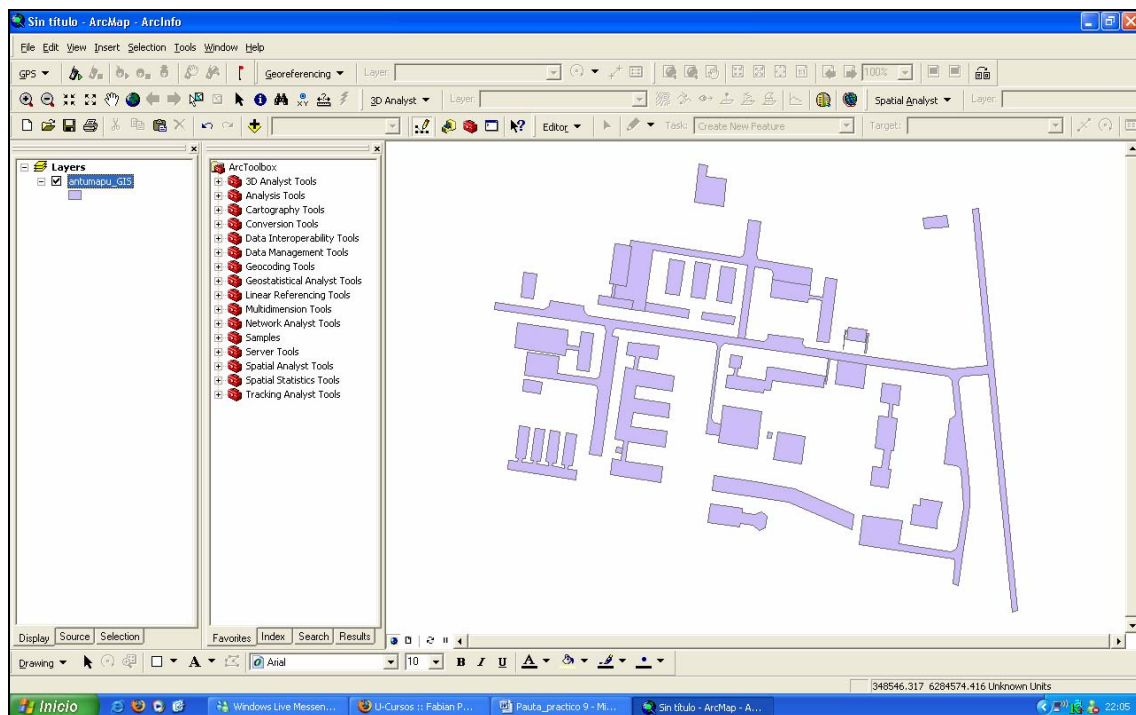 Sin título - ArcMap - ArcInfo
File Edit View Insert Selection Tools Window Help
GPS Georeferencing Layer: 100%
3D Analyst Layer: Spatial Analyst Layer:
Editor Task: Create New Feature Target:
Layers
antumapu_GIS
ArcToolbox
3D Analyst Tools
Analysis Tools
Cartography Tools
Conversion Tools
Data Interoperability Tools
Data Management Tools
Geocoding Tools
Geostatistical Analyst Tools
Linear Referencing Tools
Multidimension Tools
Network Analyst Tools
Samples
Server Tools
Spatial Analyst Tools
Spatial Statistics Tools
Tracking Analyst Tools
Display Source Selection
Favorites Index Search Results
Drawing A Arial 10 B I U A
348546.317 6284574.416 Unknown Units
Inicio Windows Live Messen... U-Cursos :: Fabian P... Pauta_practico 9 - Mi... Sin título - ArcMap - A... 22:05